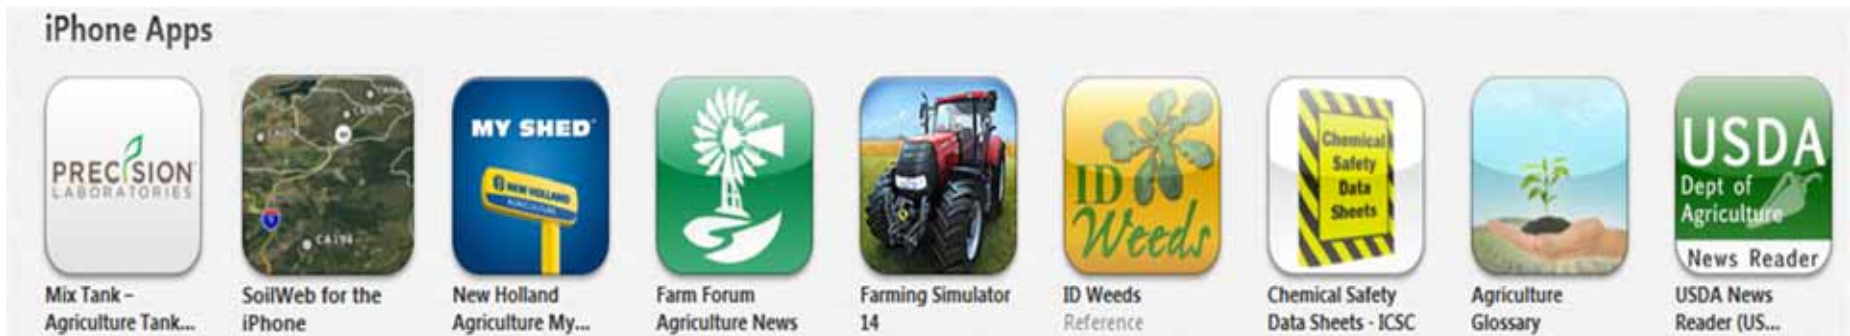 iPhone Apps
PRECISION
LABORATORIES
CA198
MY SHED
NEW HOLLAND
AGRICULTURE
ID
Weeds
Chemical
Safety
Data
Sheets
USDA
Dept of
Agriculture
News Reader
Mix Tank –
Agriculture Tank...
SoilWeb for the
iPhone
New Holland
Agriculture My...
Farm Forum
Agriculture News
Farming Simulator
14
ID Weeds
Reference
Chemical Safety
Data Sheets - ICSC
Agriculture
Glossary
USDA News
Reader (US...